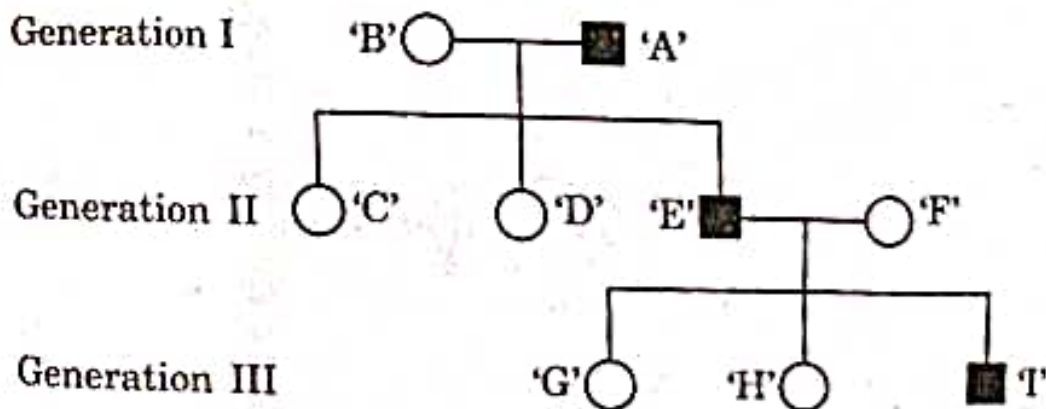 Generation I 'B' 'A'
Generation II 'C' 'D' 'E' 'F'
Generation III 'G' 'H' 'I'